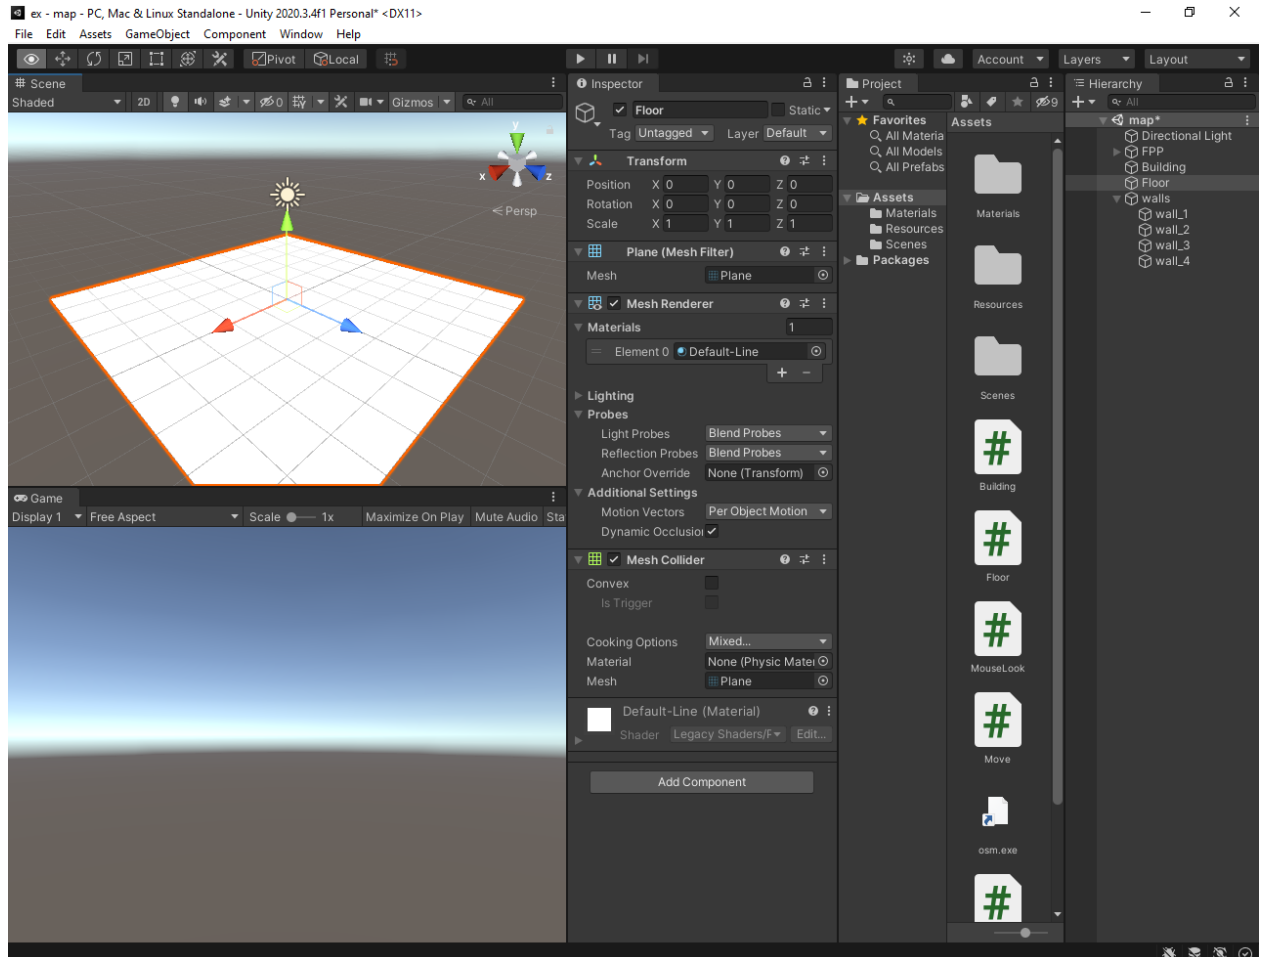 ex - map - PC, Mac & Linux Standalone - Unity 2020.3.4f1 Personal* <DX11>
File Edit Assets GameObject Component Window Help
Pivot Local Account Layers Layout
Scene
Shaded 2D 0 Gizmos All
y
x z
Persp
Game
Display 1 Free Aspect Scale 1x Maximize On Play Mute Audio Sta
Inspector
Floor Static
Tag Untagged Layer Default
Transform
Position X 0 Y 0 Z 0
Rotation X 0 Y 0 Z 0
Scale X 1 Y 1 Z 1
Plane (Mesh Filter)
Mesh Plane
Mesh Renderer
Materials 1
Element 0 Default-Line
Lighting
Probes
Light Probes Blend Probes
Reflection Probes Blend Probes
Anchor Override None (Transform)
Additional Settings
Motion Vectors Per Object Motion
Dynamic Occlusion
Mesh Collider
Convex
Is Trigger
Cooking Options Mixed...
Material None (Physic Mater
Mesh Plane
Default-Line (Material)
Shader Legacy Shaders/F Edit...
Add Component
Project
9
Favorites
All Materia
All Models
All Prefabs
Assets
Materials
Resources
Scenes
Packages
Assets
Materials
Resources
Scenes
Building
Floor
MouseLook
Move
osm.exe
Hierarchy
All
map*
Directional Light
FPP
Building
Floor
walls
wall_1
wall_2
wall_3
wall_4